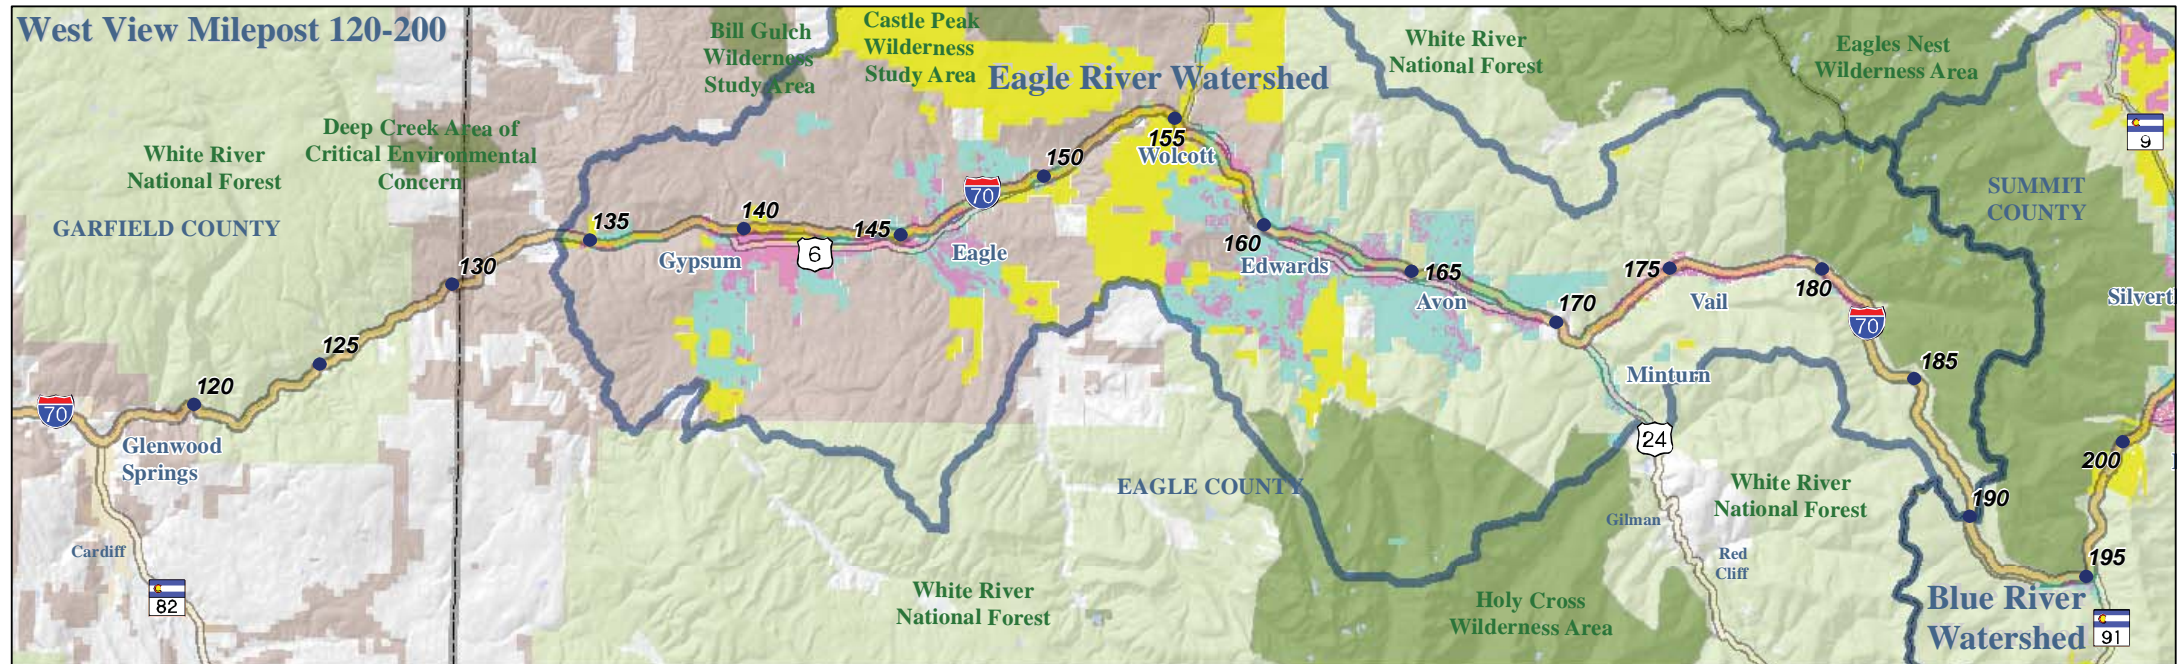 West View Milepost 120-200
Bill Gulch
Wilderness
Study Area
Castle Peak
Wilderness
Study Area
Eagle River Watershed
White River
National Forest
Eagles Nest
Wilderness Area
9
Deep Creek Area of
Critical Environmental
Concern
White River
National Forest
GARFIELD COUNTY
SUMMIT
COUNTY
155
Wolcott
150
70
135
140
145
6
Gypsum
Eagle
160
Edwards
165
Avon
170
175
Vail
180
70
185
Silvert
130
125
120
70
Glenwood
Springs
Minturn
24
EAGLE COUNTY
White River
National Forest
190
200
Gilman
Red
Cliff
195
Cardiff
82
White River
National Forest
Holy Cross
Wilderness Area
Blue River
Watershed
91